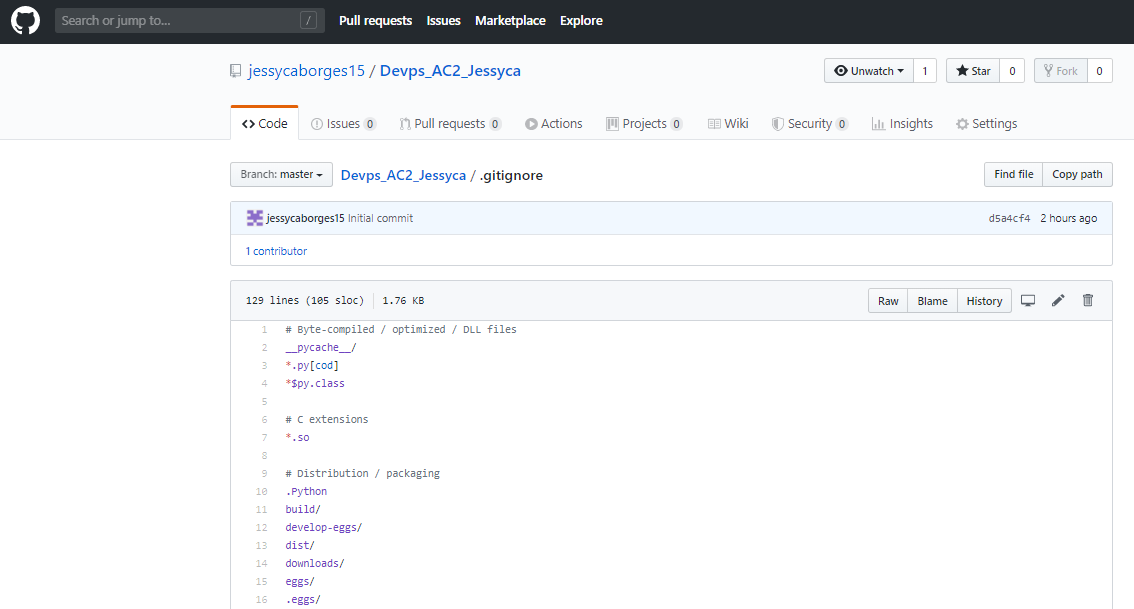 Search or jump to... / Pull requests Issues Marketplace Explore
jessycaborges15 / Devps_AC2_Jessyca Unwatch 1 Star 0 Fork 0
Code Issues 0 Pull requests 0 Actions Projects 0 Wiki Security 0 Insights Settings
Branch: master Devps_AC2_Jessyca / .gitignore Find file Copy path
jessycaborges15 Initial commit d5a4cf4 2 hours ago
1 contributor
129 lines (105 sloc) 1.76 KB Raw Blame History
1 # Byte-compiled / optimized / DLL files
2 __pycache__/
3 *.py[cod]
4 *$py.class
5
6 # C extensions
7 *.so
8
9 # Distribution / packaging
10 .Python
11 build/
12 develop-eggs/
13 dist/
14 downloads/
15 eggs/
16 .eggs/